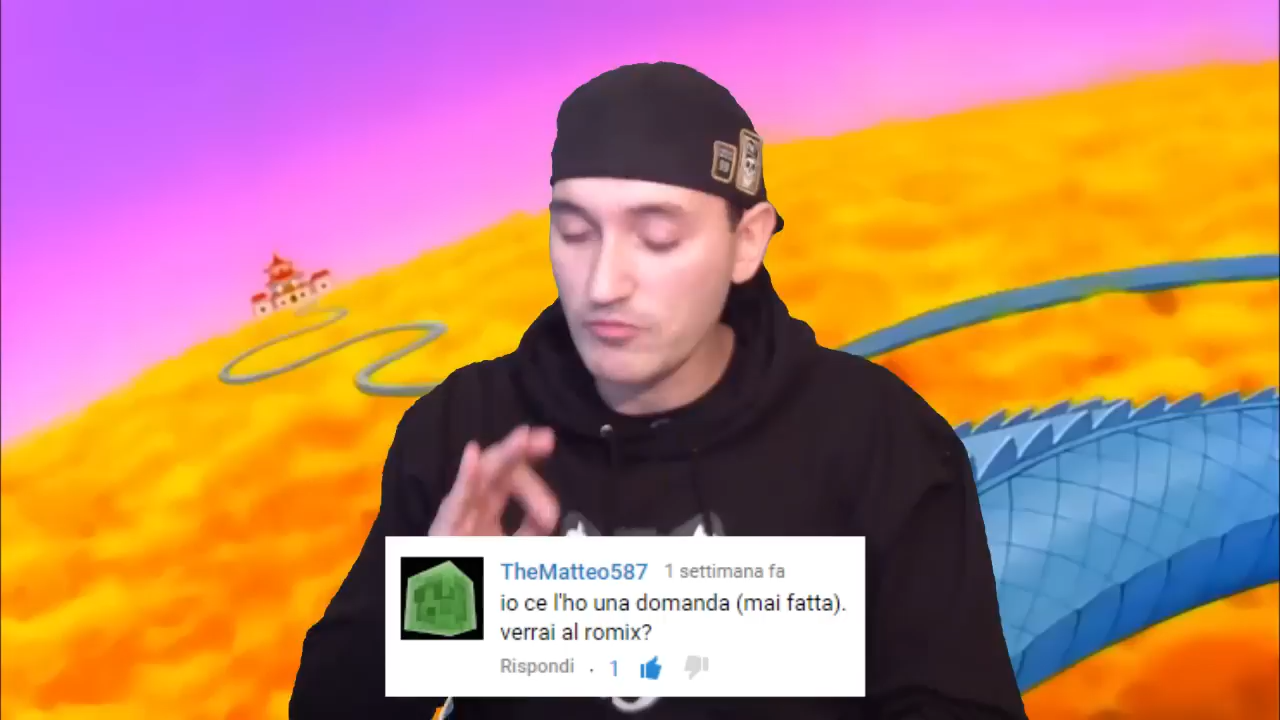 TheMatteo587 1 settimana fa
io ce l'ho una domanda (mai fatta).
verrai al romix?
Rispondi . 1